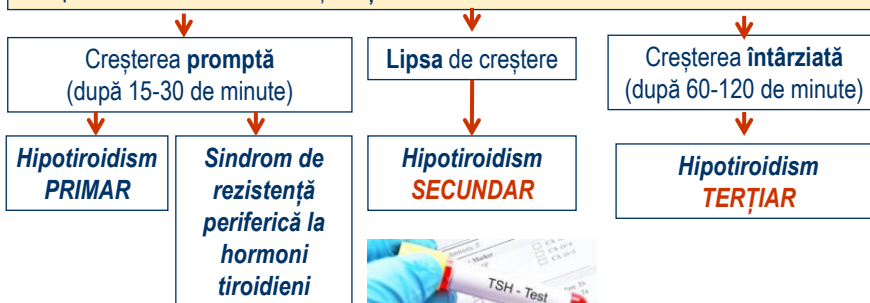 Creșterea promptă
(după 15-30 de minute)
Lipsa de creștere
Creșterea întârziată
(după 60-120 de minute)
Hipotiroidism
PRIMAR
Sindrom de
rezistență
periferică la
hormoni
tiroidieni
Hipotiroidism
SECUNDAR
Hipotiroidism
TERȚIAR
TSH - Test